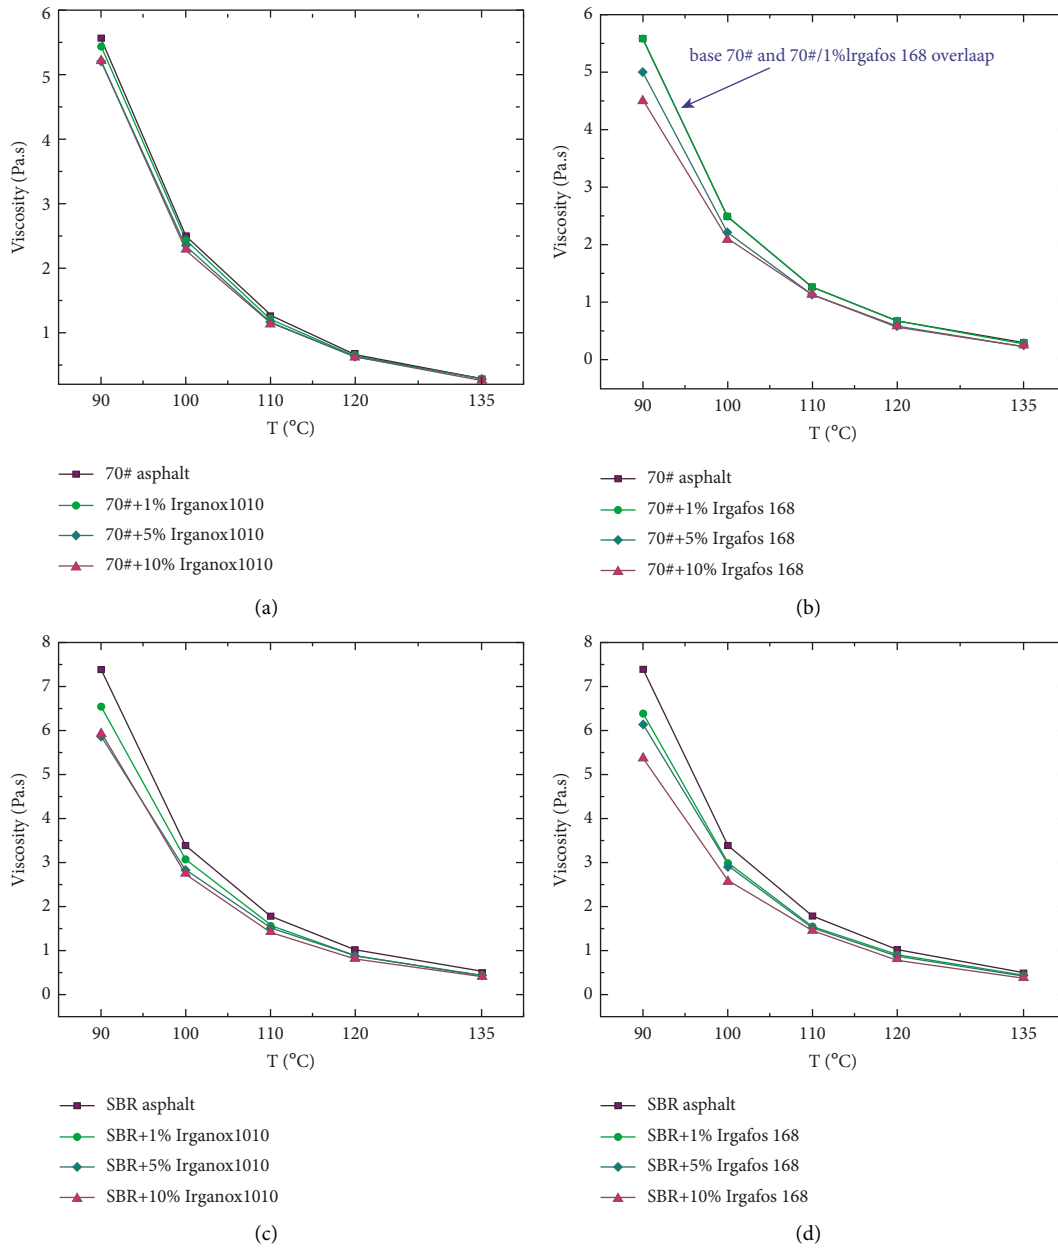 6
5
4
3
2
1
Viscosity (Pa.s)
90 100 110 120 135
T (°C)
70# asphalt
70#+1% Irganox1010
70#+5% Irganox1010
70#+10% Irganox1010
(a)
base 70# and 70#/1%lrgafos 168 overlaap
6
5
4
3
2
1
0
Viscosity (Pa.s)
90 100 110 120 135
T (°C)
70# asphalt
70#+1% Irgafos 168
70#+5% Irgafos 168
70#+10% Irgafos 168
(b)
8
7
6
5
4
3
2
1
0
Viscosity (Pa.s)
90 100 110 120 135
T (°C)
SBR asphalt
SBR+1% Irganox1010
SBR+5% Irganox1010
SBR+10% Irganox1010
(c)
8
7
6
5
4
3
2
1
0
Viscosity (Pa.s)
90 100 110 120 135
T (°C)
SBR asphalt
SBR+1% Irgafos 168
SBR+5% Irgafos 168
SBR+10% Irgafos 168
(d)